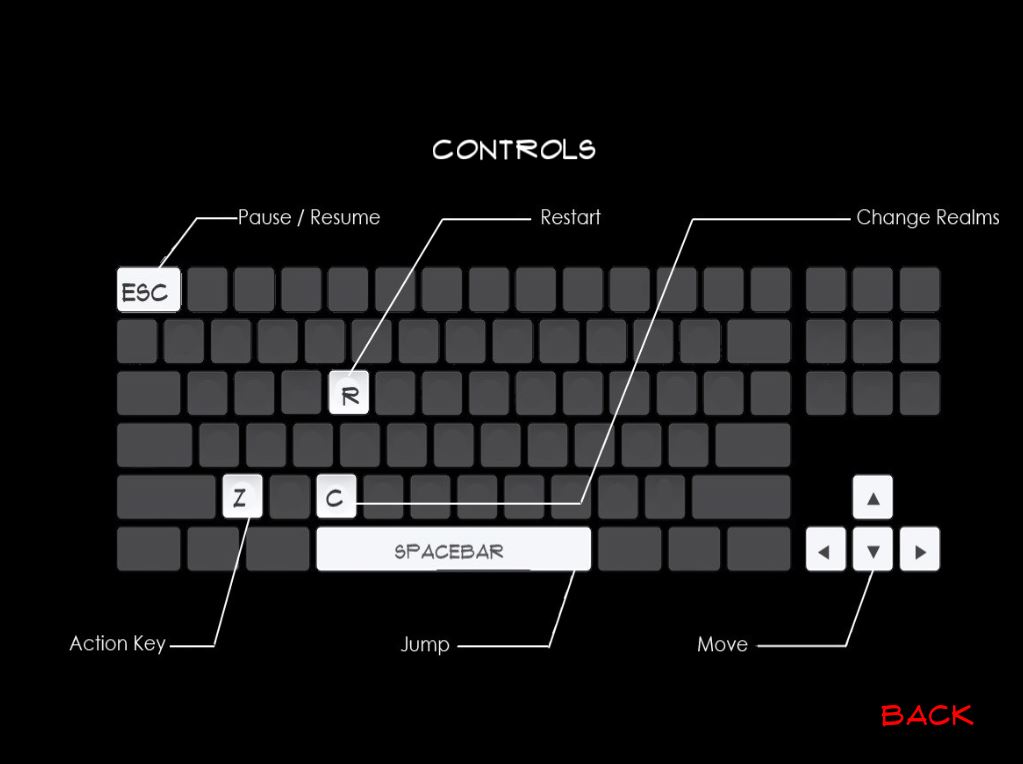 CONTROLS
Pause / Resume
Restart
Change Realms
ESC
R
Z
C
SPACEBAR
Action Key
Jump
Move
BACK